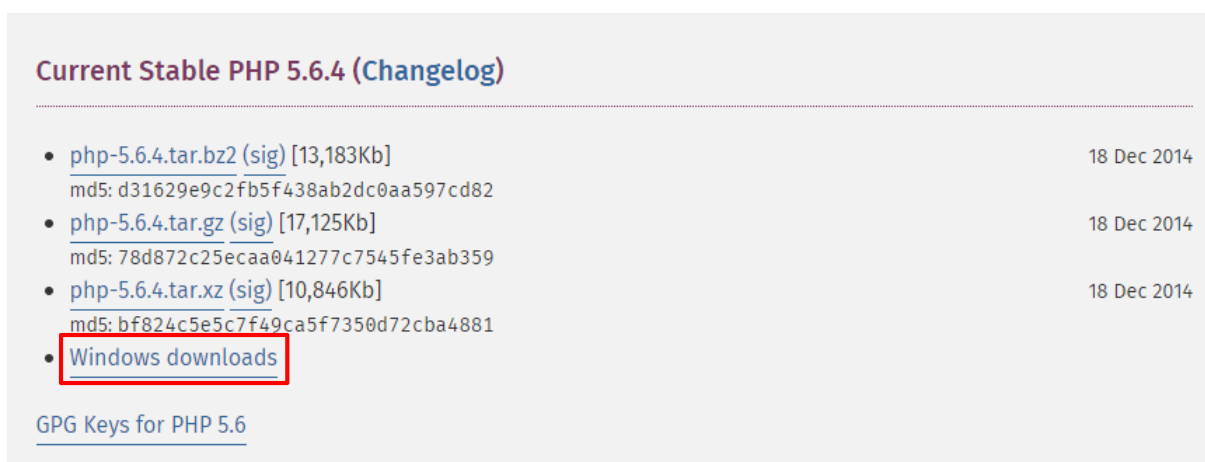 Current Stable PHP 5.6.4 (Changelog)
php-5.6.4.tar.bz2 (sig) [13,183Kb] 18 Dec 2014
md5: d31629e9c2fb5f438ab2dc0aa597cd82
php-5.6.4.tar.gz (sig) [17,125Kb] 18 Dec 2014
md5: 78d872c25ecaa041277c7545fe3ab359
php-5.6.4.tar.xz (sig) [10,846Kb] 18 Dec 2014
md5: bf824c5e5c7f49ca5f7350d72cba4881
Windows downloads
GPG Keys for PHP 5.6